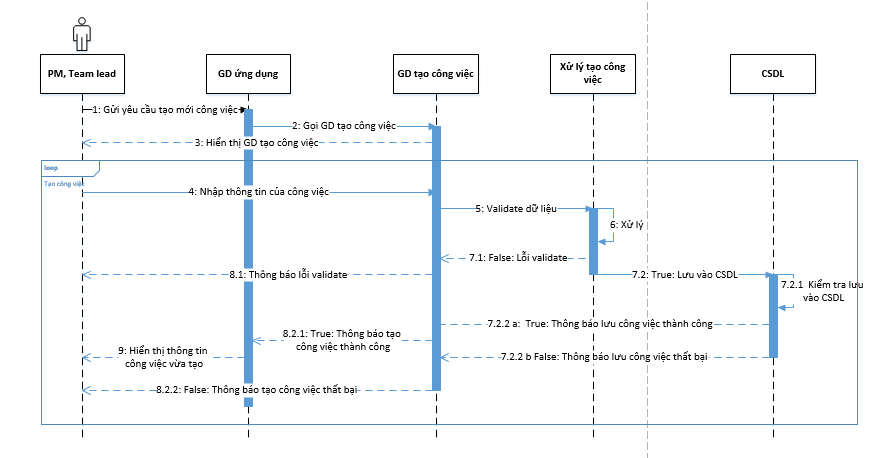 PM, Team lead
GD ứng dụng
GD tạo công việc
Xử lý tạo công
việc
CSDL
1: Gửi yêu cầu tạo mới công việc
2: Gọi GD tạo công việc
3: Hiển thị GD tạo công việc
loop
Tạo công việc
4: Nhập thông tin của công việc
5: Validate dữ liệu
6: Xử lý
7.1: False: Lỗi validate
8.1: Thông báo lỗi validate
7.2: True: Lưu vào CSDL
7.2.1 Kiểm tra lưu
vào CSDL
7.2.2 a: True: Thông báo lưu công việc thành công
8.2.1: True: Thông báo tạo
công việc thành công
9: Hiển thị thông tin
công việc vừa tạo
7.2.2 b False: Thông báo lưu công việc thất bại
8.2.2: False: Thông báo tạo công việc thất bại